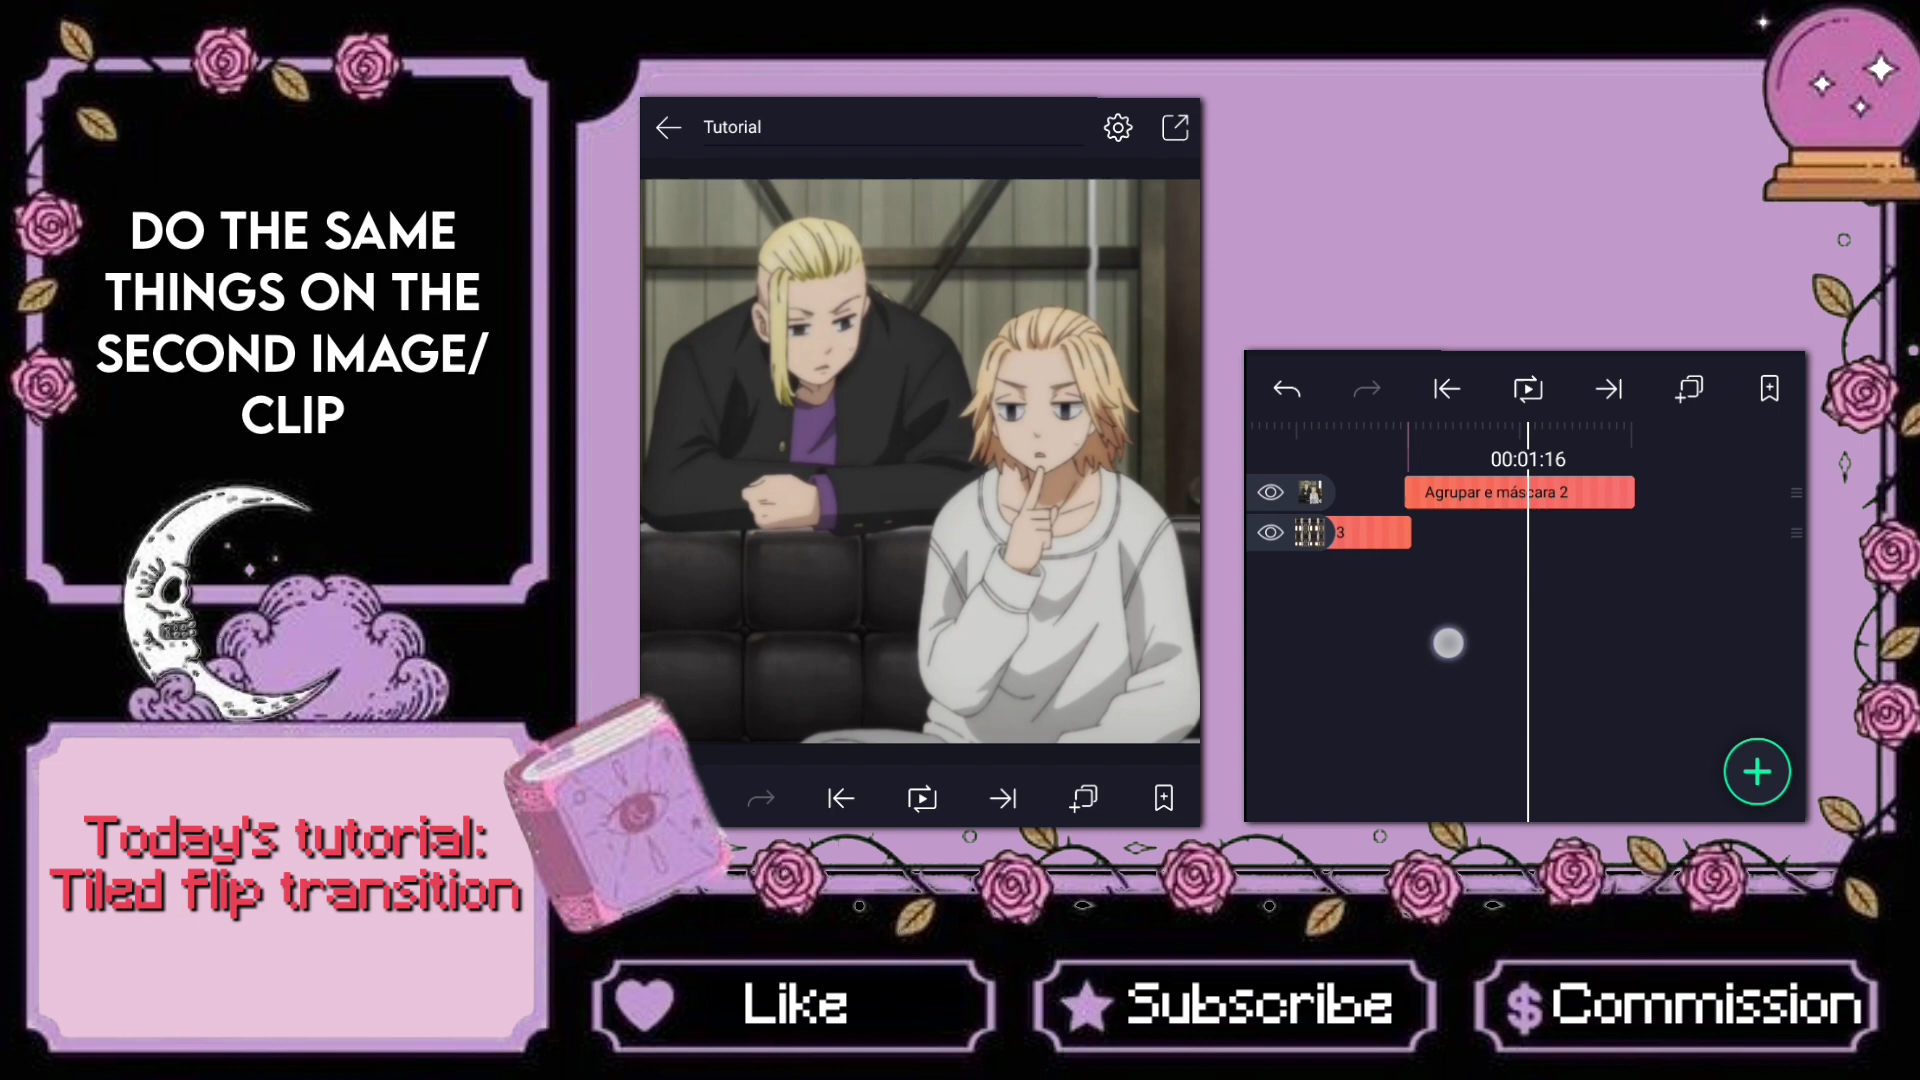 DO THE SAME
THINGS ON THE
SECOND IMAGE/
CLIP
Today's tutorial:
Tiled flip transition
Tutorial
00:01:16
Agrupar e máscara 2
3
Like
Subscribe
$ Commission